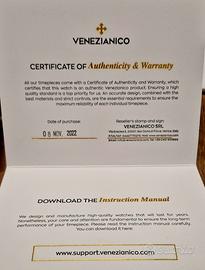 VENEZIANICO
CERTIFICATE OF Authenticity & Warranty
All our timepieces come with a Certificate of Authenticity and Warranty, which
certifies that this watch is an authentic Venezianico product. Ensuring a high
quality standard is a top priority for us. An accurate design, combined with the
best materials and strict controls, are the essential requirements to ensure the
maximum reliability of each individual timepiece.
Date of purchase:
08 NOV. 2022
Reseller's stamp and sign:
VENEZIANICO SRL
DOWNLOAD THE Instruction Manual
We design and manufacture high-quality watches that will last for years.
Nonetheless, your care and attention are fundamental to ensure the long term
performance of your timepiece. Please read the Instruction manual carefully.
You can download it here:
www.support.venezianico.com